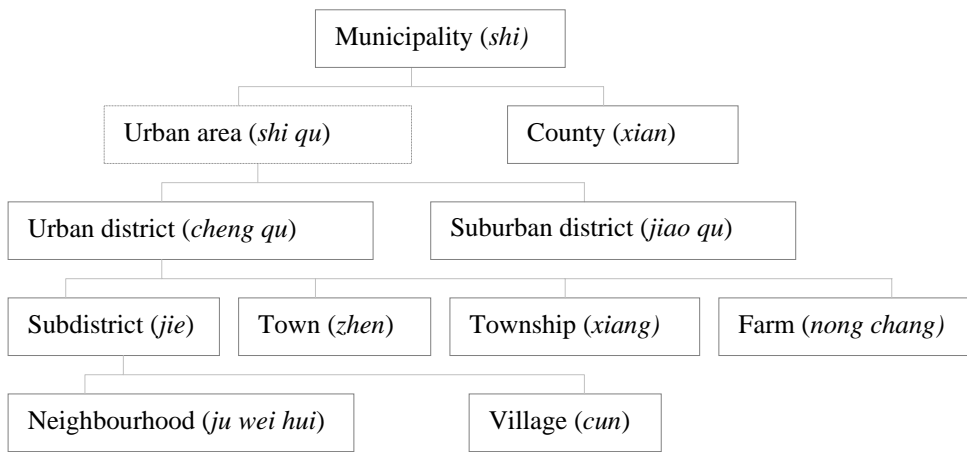 Municipality (shi)
Urban area (shi qu)
County (xian)
Urban district (cheng qu)
Suburban district (jiao qu)
Subdistrict (jie)
Town (zhen)
Township (xiang)
Farm (nong chang)
Neighbourhood (ju wei hui)
Village (cun)